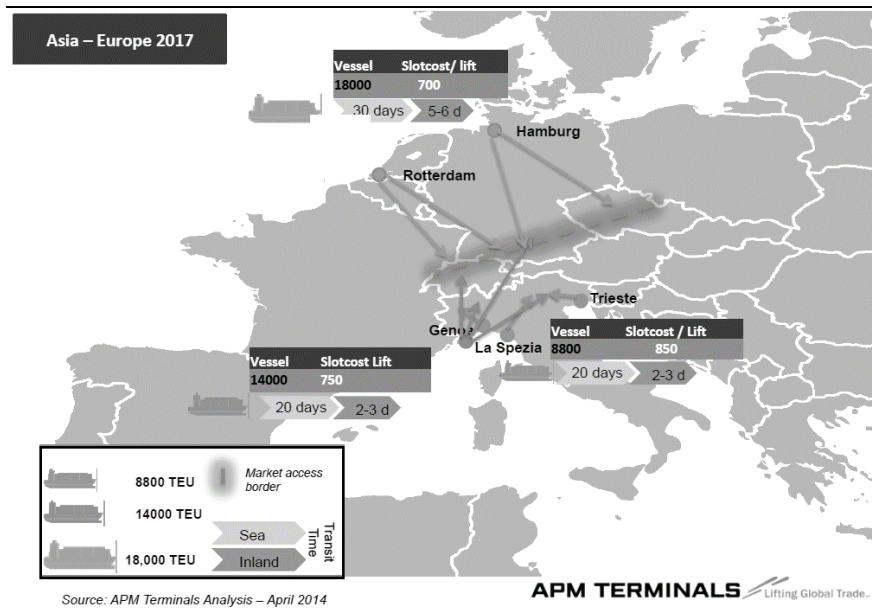 Asia – Europe 2017
Vessel Slotcost/ lift
18000 700
30 days 5-6 d
Hamburg
Rotterdam
Trieste
Genoa
La Spezia
Vessel Slotcost / Lift
8800 850
20 days 2-3 d
Vessel Slotcost Lift
14000 750
20 days 2-3 d
8800 TEU
14000 TEU
18,000 TEU
Market access
border
Sea
Inland
Transit
Time
Source: APM Terminals Analysis – April 2014
APM TERMINALS
Lifting Global Trade..